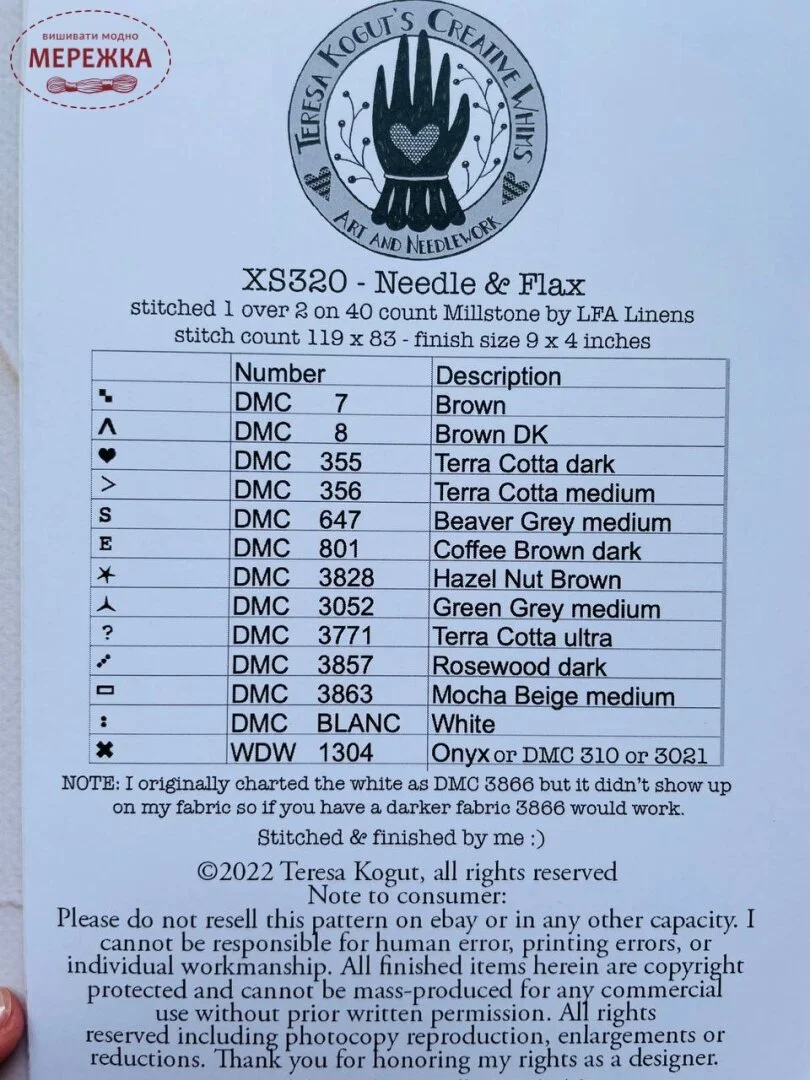 вишивати модно
МЕРЕЖКА
TERESA KOGUT'S CREATIVE WHIMS
ART AND NEEDLEWORK
XS320 - Needle & Flax
stitched 1 over 2 on 40 count Millstone by LFA Linens
stitch count 119 x 83 - finish size 9 x 4 inches
Number Description
DMC 7 Brown
ʌ DMC 8 Brown DK
♥ DMC 355 Terra Cotta dark
> DMC 356 Terra Cotta medium
S DMC 647 Beaver Grey medium
E DMC 801 Coffee Brown dark
DMC 3828 Hazel Nut Brown
DMC 3052 Green Grey medium
? DMC 3771 Terra Cotta ultra
DMC 3857 Rosewood dark
DMC 3863 Mocha Beige medium
: DMC BLANC White
✖ WDW 1304 Onyx or DMC 310 or 3021
NOTE: I originally charted the white as DMC 3866 but it didn't show up
on my fabric so if you have a darker fabric 3866 would work.
Stitched & finished by me :)
©2022 Teresa Kogut, all rights reserved
Note to consumer:
Please do not resell this pattern on ebay or in any other capacity. I
cannot be responsible for human error, printing errors, or
individual workmanship. All finished items herein are copyright
protected and cannot be mass-produced for any commercial
use without prior written permission. All rights
reserved including photocopy reproduction, enlargements or
reductions. Thank you for honoring my rights as a designer.